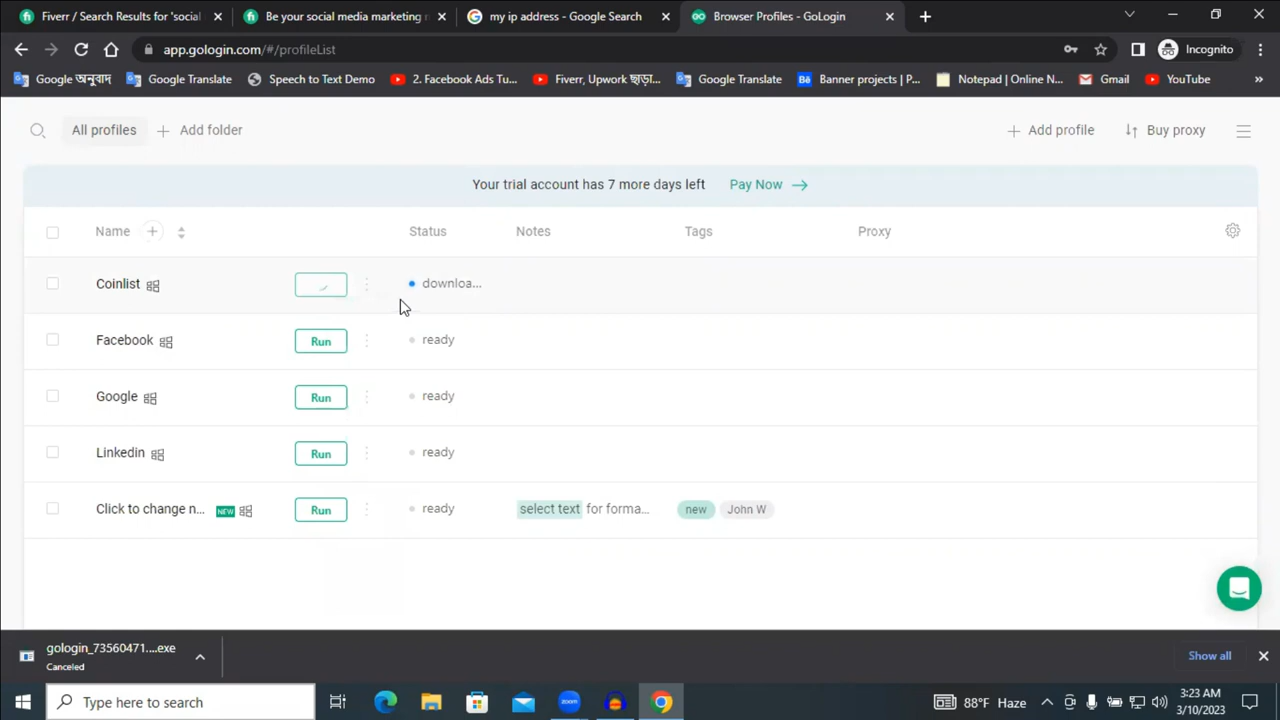 Fiverr / Search Results for 'social
Be your social media marketing r
my ip address - Google Search
Browser Profiles - GoLogin
app.gologin.com/#/profileList
Incognito
Google অনুবাদ
Google Translate
Speech to Text Demo
2. Facebook Ads Tu...
Fiverr, Upwork ছাড়া...
Google Translate
Banner projects | P...
Notepad | Online N...
Gmail
YouTube
All profiles
Add folder
Add profile
Buy proxy
Your trial account has 7 more days left Pay Now
Name Status Notes Tags Proxy
Coinlist downloa...
Facebook Run ready
Google Run ready
Linkedin Run ready
Click to change n... NEW Run ready select text for forma... new John W
gologin_73560471....exe
Canceled
Show all
Type here to search
zoom
88°F Haze
3:23 AM
3/10/2023